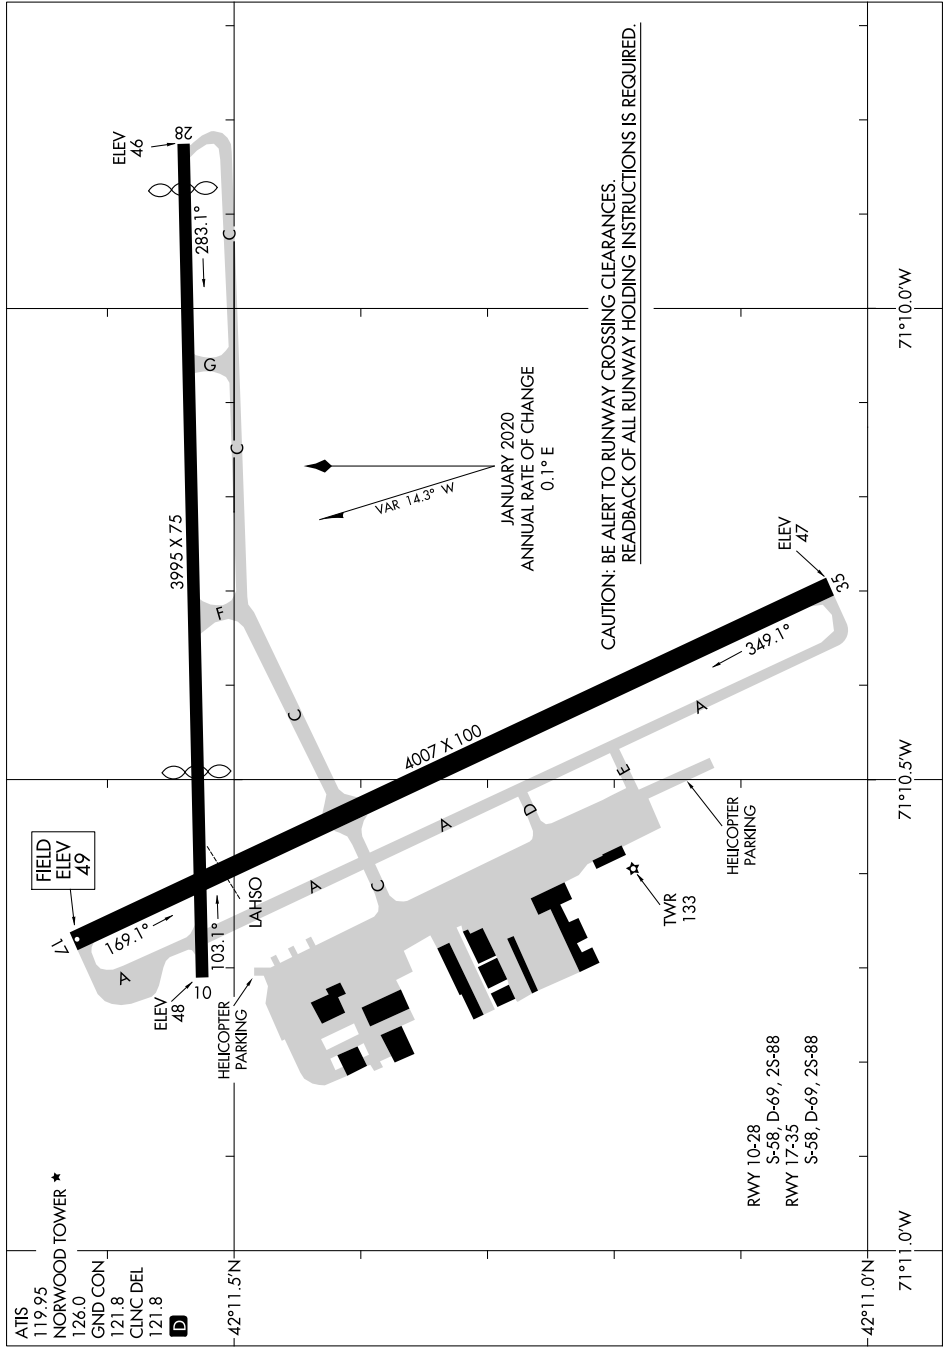 ATIS
119.95
NORWOOD TOWER ★
126.0
GND CON
121.8
CLNC DEL
121.8
D
FIELD
ELEV
49
17
169.1°
A
ELEV
48
10
103.1°
HELICOPTER
PARKING
LAHSO
A
C
A
C
3995 X 75
F
C
G
C
283.1°
28
ELEV
46
4007 X 100
D
E
A
349.1°
35
ELEV
47
HELICOPTER
PARKING
TWR
133
VAR 14.3° W
JANUARY 2020
ANNUAL RATE OF CHANGE
0.1° E
CAUTION: BE ALERT TO RUNWAY CROSSING CLEARANCES.
READBACK OF ALL RUNWAY HOLDING INSTRUCTIONS IS REQUIRED.
RWY 10-28
S-58, D-69, 2S-88
RWY 17-35
S-58, D-69, 2S-88
42°11.5'N
42°11.0'N
71°11.0'W
71°10.5'W
71°10.0'W